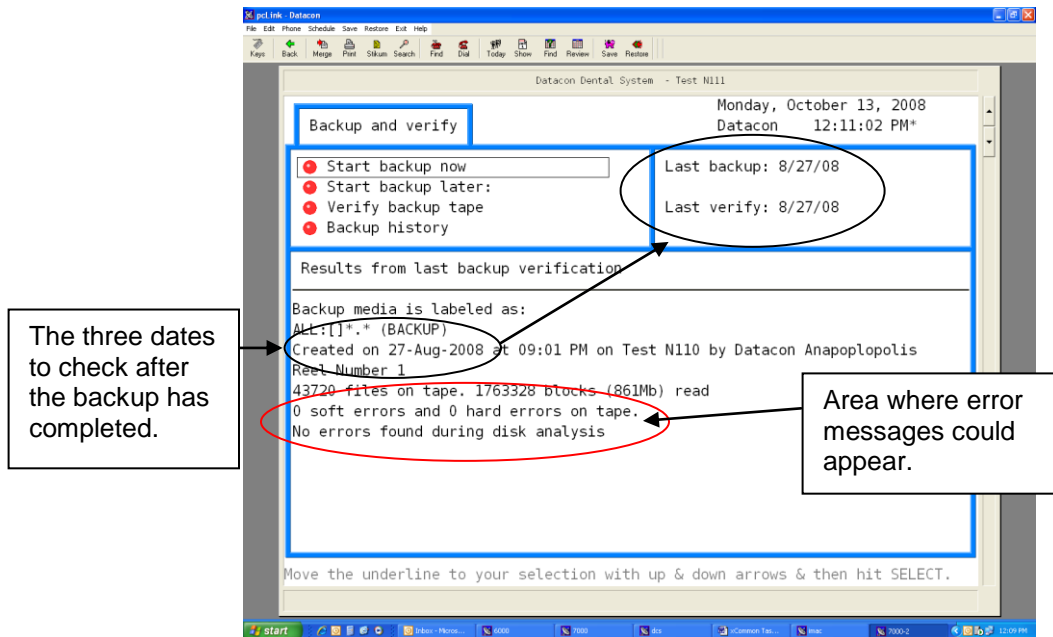 pcLink - Datacon
File Edit Phone Schedule Save Restore Exit Help
Keys Back Merge Print Stikum Search Find Dial Today Show Find Review Save Restore
Datacon Dental System - Test N111
Monday, October 13, 2008
Backup and verify
Datacon 12:11:02 PM*
Start backup now
Start backup later:
Verify backup tape
Backup history
Last backup: 8/27/08
Last verify: 8/27/08
Results from last backup verification
Backup media is labeled as:
ALL:[]*.* (BACKUP)
Created on 27-Aug-2008 at 09:01 PM on Test N110 by Datacon Anapoplopolis
Reel Number 1
43720 files on tape. 1763328 blocks (861Mb) read
0 soft errors and 0 hard errors on tape.
No errors found during disk analysis
The three dates
to check after
the backup has
completed.
Area where error
messages could
appear.
Move the underline to your selection with up & down arrows & then hit SELECT.
start Inbox - Micros... 6000 7000 dcs xCommon Tas... imac 7000-2 12:09 PM